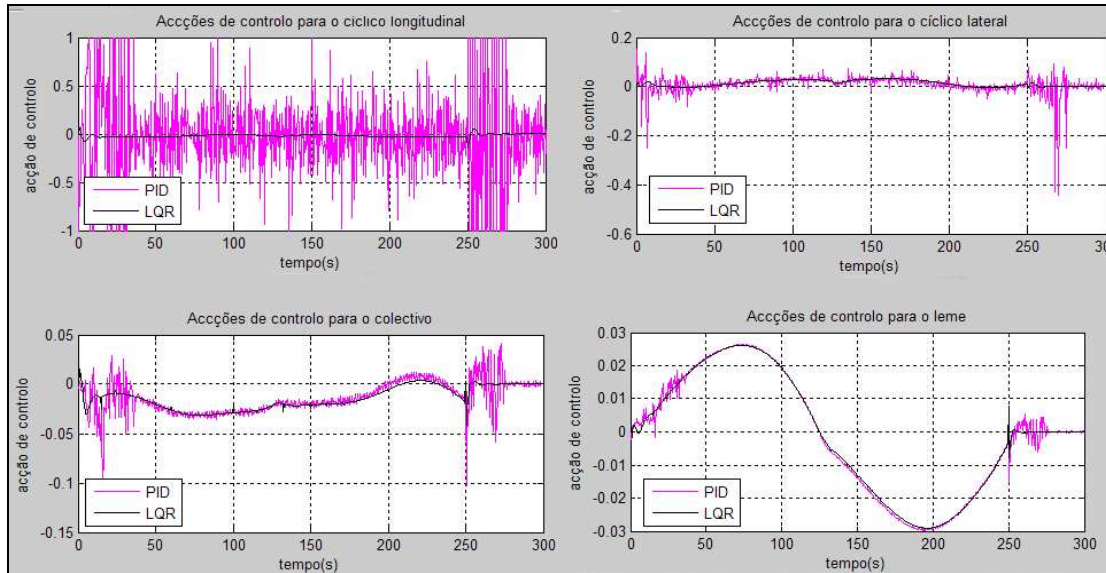 Accções de controlo para o cíclico longitudinal
acção de controlo
1
0.5
0
-0.5
-1
PID
LQR
0 50 100 150 200 250 300
tempo(s)
Accções de controlo para o cíclico lateral
acção de controlo
0.2
0
-0.2
-0.4
-0.6
PID
LQR
0 50 100 150 200 250 300
tempo(s)
Accções de controlo para o colectivo
acção de controlo
0.05
0
-0.05
-0.1
-0.15
PID
LQR
0 50 100 150 200 250 300
tempo(s)
Accções de controlo para o leme
acção de controlo
0.03
0.02
0.01
0
-0.01
-0.02
-0.03
PID
LQR
0 50 100 150 200 250 300
tempo(s)